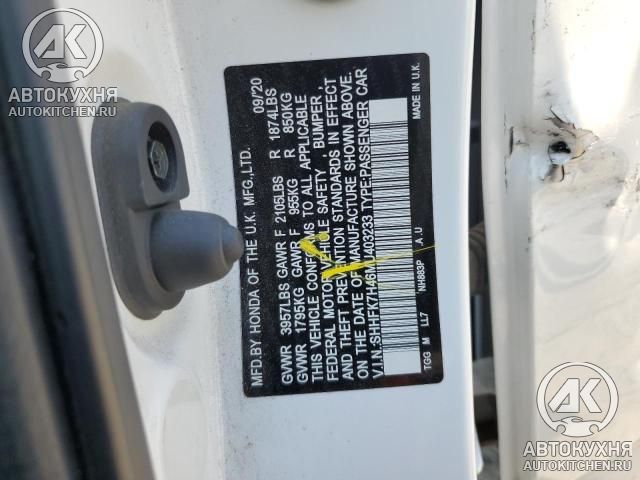 AK
АВТОКУХНЯ
AUTOKITCHEN.RU
MFD.BY HONDA OF THE U.K. MFG.,LTD. 09/'20
GVWR 3957LBS GAWR F 2105LBS R 1874LBS
GVWR 1795KG GAWR F 955KG R 850KG
THIS VEHICLE CONFORMS TO ALL APPLICABLE
FEDERAL MOTOR VEHICLE SAFETY , BUMPER ,
AND THEFT PREVENTION STANDARDS IN EFFECT
ON THE DATE OF MANUFACTURE SHOWN ABOVE.
V.I.N.:SHHFK7H46MU403233 TYPE:PASSENGER CAR
NH883P A.U MADE IN U.K.
TGG M LL7
AK
АВТОКУХНЯ
AUTOKITCHEN.RU